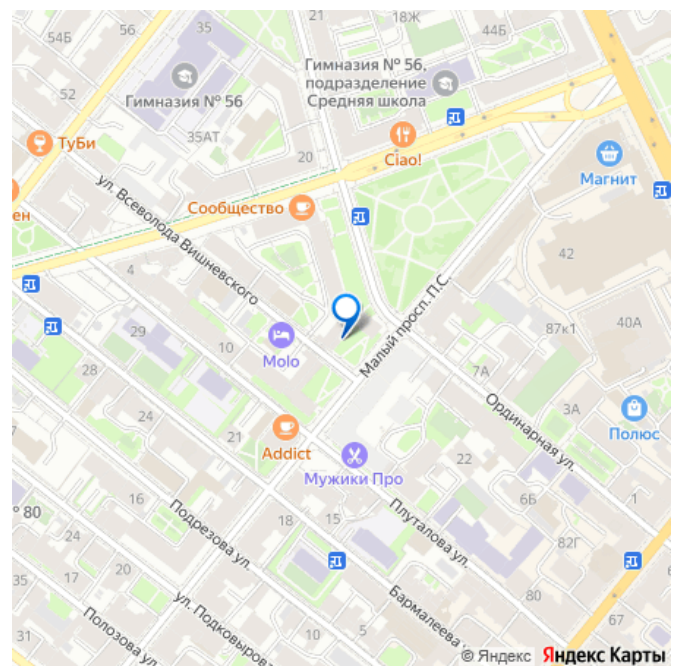 54Б
56
35
21
18Ж
44Б
Гимназия № 56,
подразделение
Средняя школа
52
Гимназия № 56
ТуБи
35АТ
20
Ciao!
Магнит
ен
Сообщество
ул. Всеволода Вишневского
4
42
Малый просп. П.С.
29
10
Molo
87к1
40А
28
7А
Ординарная ул.
3А
Полюс
24
21
Addict
Мужики Про
22
16
6Б
1
№ 80
Подрезова ул.
18
15
Плуталова ул.
24
82Г
35
17
20
ул. Подковырова
Бармалеева
80
67
31
Полозова ул.
10
5
© Яндекс Яндекс Карты